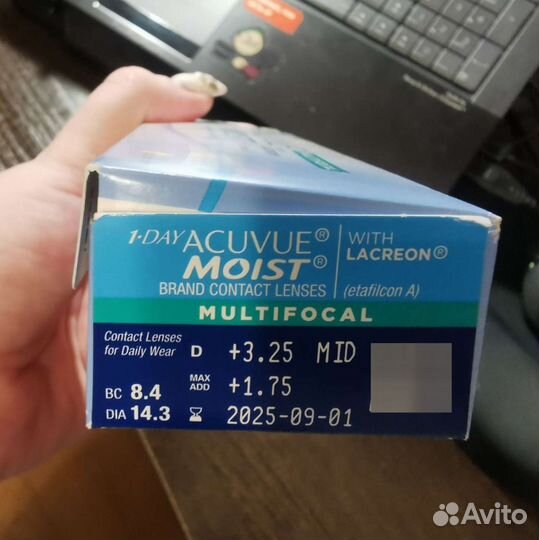 1·DAY ACUVUE®
MOIST®
BRAND CONTACT LENSES
WITH
LACREON®
(etafilcon A)
MULTIFOCAL
Contact Lenses
for Daily Wear
D +3.25 MID
MAX
ADD +1.75
BC 8.4
DIA 14.3
2025-09-01
Avito